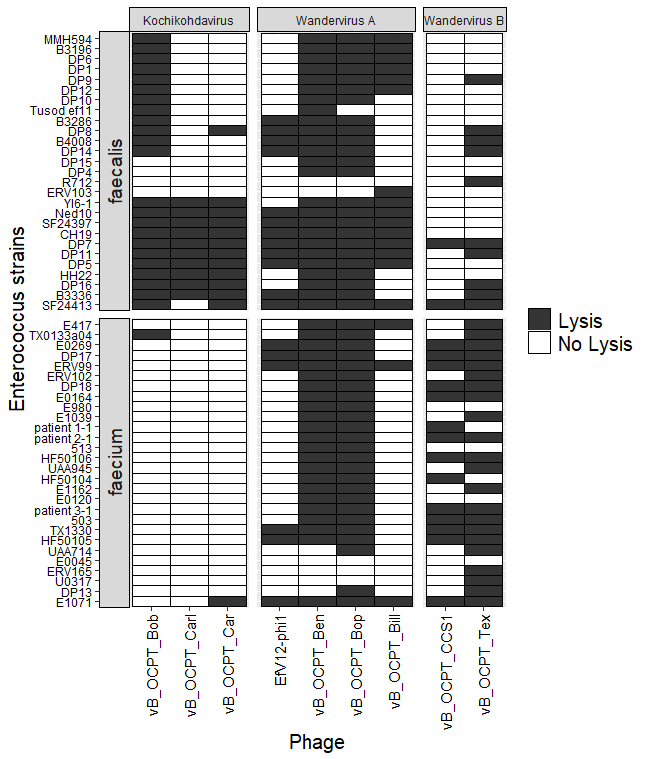 Kochikohdavirus
Wandervirus A
Wandervirus B
Enterococcus strains
faecalis
MMH594
B3196
DP6
DP1
DP9
DP12
DP10
Tusod ef11
B3286
DP8
B4008
DP14
DP15
DP4
R712
ERV103
YI6-1
Ned10
SF24397
CH19
DP7
DP11
DP5
HH22
DP16
B3336
SF24413
faecium
E417
TX0133a04
E0269
DP17
ERV99
ERV102
DP18
E0164
E980
E1039
patient 1-1
patient 2-1
513
HF50106
UAA945
HF50104
E1162
E0120
patient 3-1
503
TX1330
HF50105
UAA714
E0045
ERV165
U0317
DP13
E1071
vB_OCPT_Bob
vB_OCPT_Carl
vB_OCPT_Car
EfV12-phi1
vB_OCPT_Ben
vB_OCPT_Bop
vB_OCPT_Bill
vB_OCPT_CCS1
vB_OCPT_Tex
Phage
Lysis
No Lysis